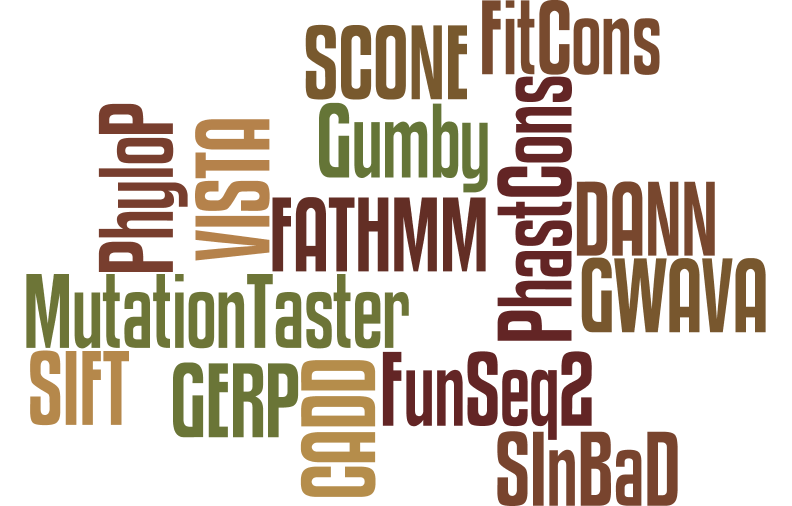 FitCons
SCONE
Gumby
PhyloP
VISTA
PhastCons
FATHMM
DANN
GWAVA
MutationTaster
SIFT
GERP
CADD
FunSeq2
SInBaD